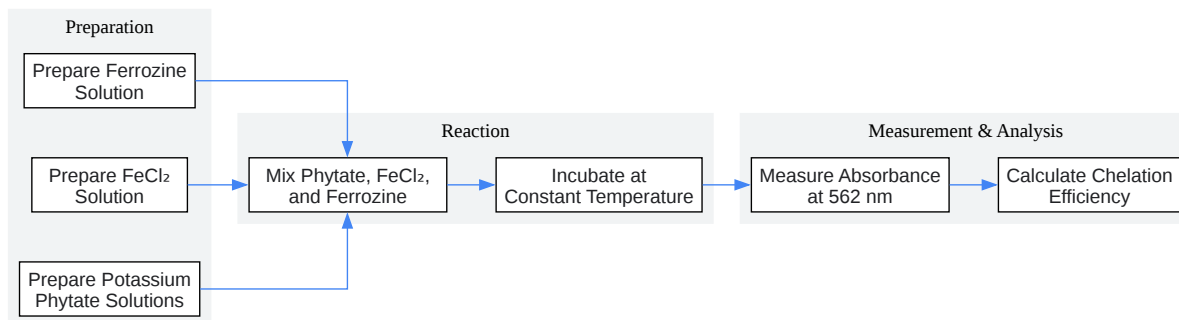 Preparation
Prepare Ferrozine
Solution
Prepare FeCl₂
Solution
Prepare Potassium
Phytate Solutions
Reaction
Mix Phytate, FeCl₂,
and Ferrozine
Incubate at
Constant Temperature
Measurement & Analysis
Measure Absorbance
at 562 nm
Calculate Chelation
Efficiency